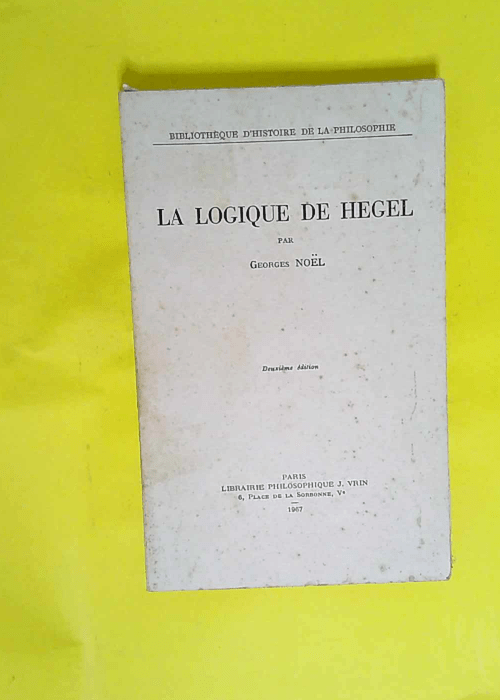 BIBLIOTHÈQUE D'HISTOIRE DE LA PHILOSOPHIE
LA LOGIQUE DE HEGEL
PAR
GEORGES NOËL
Deuxième édition
PARIS
LIBRAIRIE PHILOSOPHIQUE J. VRIN
6, PLACE DE LA SORBONNE, Vᵉ
1967